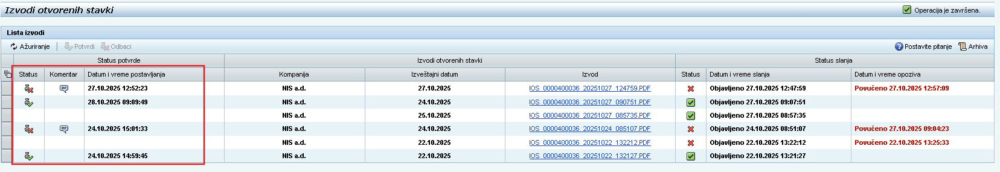 Izvodi otvorenih stavki
Operacija je završena.
Lista izvodi
Ažuriranje Potvrdi Odbaci Postavite pitanje Arhiva
Status potvrde Izvodi otvorenih stavki Status slanja
Status Komentar Datum i vreme postavljanja Kompanija Izveštajni datum Izvod Status Datum i vreme slanja Datum i vreme opoziva
27.10.2025 12:52:23 NIS a.d. 27.10.2025 IOS_0000400036_20251027_124759.PDF Objavljeno 27.10.2025 12:47:59 Povučeno 27.10.2025 12:57:09
28.10.2025 09:09:49 NIS a.d. 24.10.2025 IOS_0000400036_20251027_090751.PDF Objavljeno 27.10.2025 09:07:51
NIS a.d. 25.10.2025 IOS_0000400036_20251027_085735.PDF Objavljeno 27.10.2025 08:57:35
24.10.2025 15:01:33 NIS a.d. 24.10.2025 IOS_0000400036_20251024_085107.PDF Objavljeno 24.10.2025 08:51:07 Povučeno 27.10.2025 09:04:23
NIS a.d. 22.10.2025 IOS_0000400036_20251022_132212.PDF Objavljeno 22.10.2025 13:22:12 Povučeno 22.10.2025 13:25:33
24.10.2025 14:59:45 NIS a.d. 22.10.2025 IOS_0000400036_20251022_132127.PDF Objavljeno 22.10.2025 13:21:27